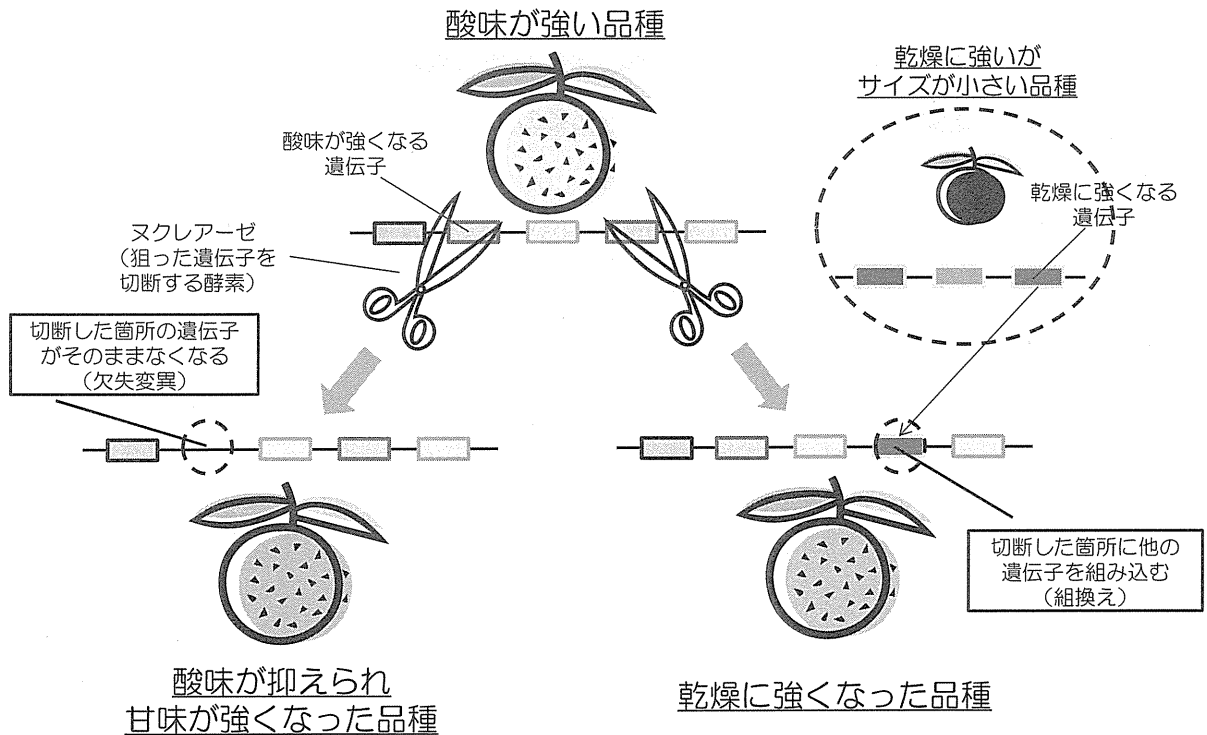 酸味が強い品種
乾燥に強いが
サイズが小さい品種
酸味が強くなる
遺伝子
乾燥に強くなる
遺伝子
ヌクレアーゼ
（狙った遺伝子を
切断する酵素）
切断した箇所の遺伝子
がそのままなくなる
（欠失変異）
切断した箇所に他の
遺伝子を組み込む
（組換え）
酸味が抑えられ
甘味が強くなった品種
乾燥に強くなった品種